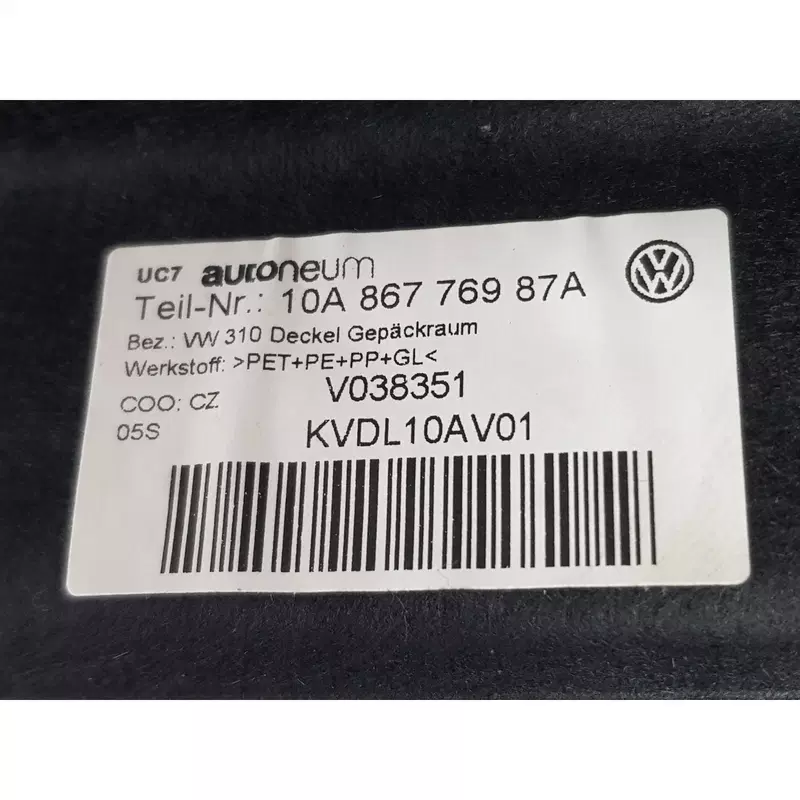 UC7 autoneum
Teil-Nr.: 10A 867 769 87A
Bez.: VW 310 Deckel Gepäckraum
Werkstoff: >PET+PE+PP+GL<
V038351
COO: CZ
05S
KVDL10AV01